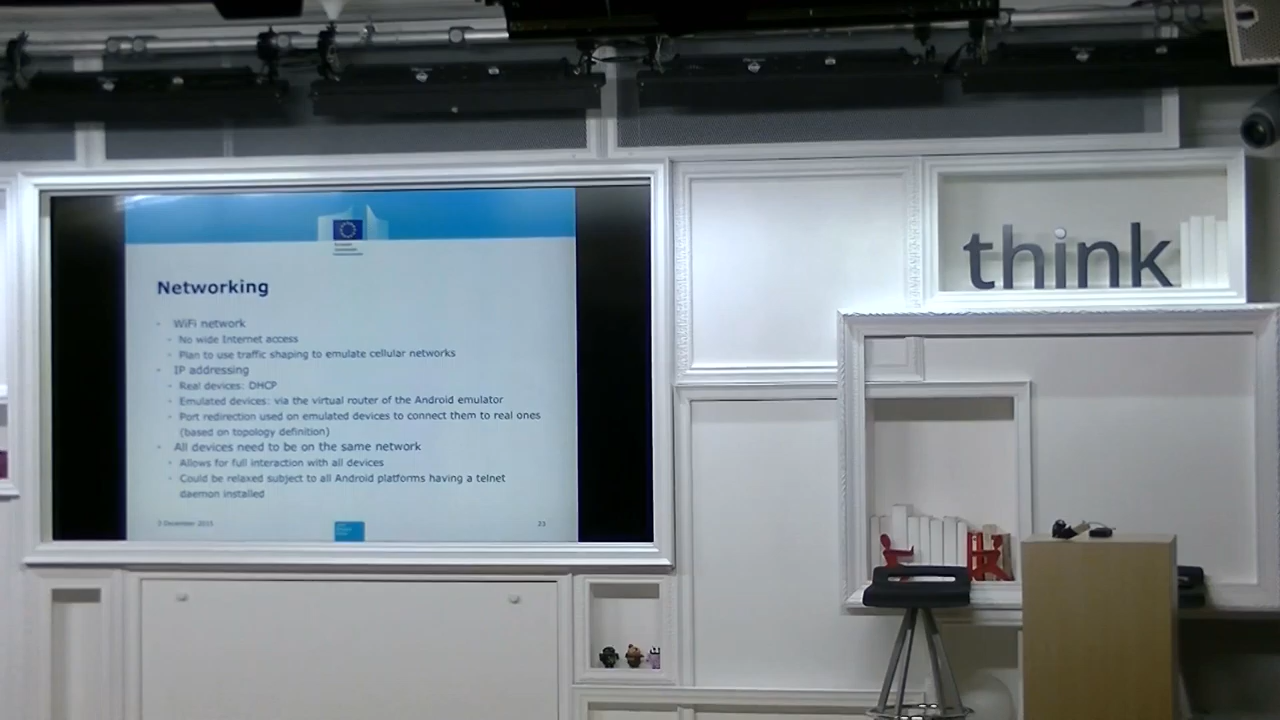 think
Networking
WiFi network
No wide Internet access
Plan to use traffic shaping to emulate cellular networks
IP addressing
Real devices: DHCP
Emulated devices: via the virtual router of the Android emulator
Port redirection used on emulated devices to connect them to real ones
(based on topology definition)
All devices need to be on the same network
Allows for full interaction with all devices
Could be relaxed subject to all Android platforms having a telnet
daemon installed
3 December 2015
23